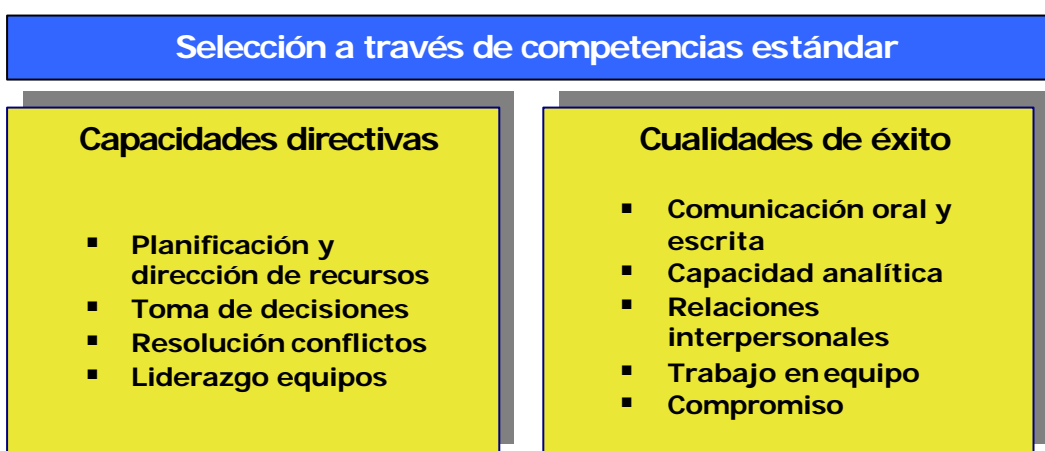 Selección a través de competencias estándar
Capacidades directivas
▪ Planificación y
dirección de recursos
▪ Toma de decisiones
▪ Resolución conflictos
▪ Liderazgo equipos
Cualidades de éxito
▪ Comunicación oral y
escrita
▪ Capacidad analítica
▪ Relaciones
interpersonales
▪ Trabajo en equipo
▪ Compromiso